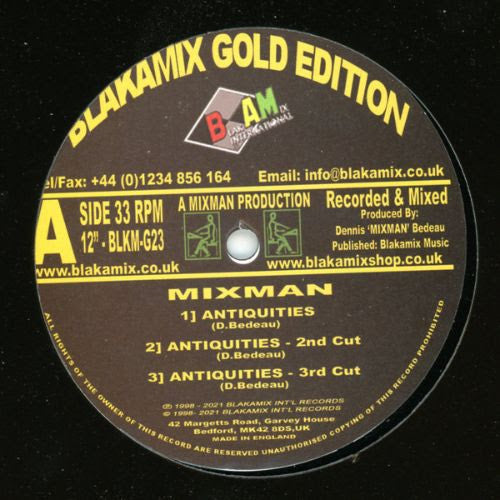 BLAKAMIX GOLD EDITION
BLAKAMIX
INTERNATIONAL
Tel/Fax: +44 (0)1234 856 164
Email: info@blakamix.co.uk
A
SIDE 33 RPM
12" - BLKM-G23
www.blakamix.co.uk
A MIXMAN PRODUCTION
Recorded & Mixed
Produced By:
Dennis 'MIXMAN' Bedeau
Published: Blakamix Music
www.blakamixshop.co.uk
MIXMAN
1] ANTIQUITIES
(D.Bedeau)
2] ANTIQUITIES - 2nd Cut
(D.Bedeau)
3] ANTIQUITIES - 3rd Cut
(D.Bedeau)
℗ 1998 - 2021 BLAKAMIX INT'L RECORDS
© 1998- 2021 BLAKAMIX INT'L RECORDS
42 Margetts Road, Garvey House
Bedford, MK42 8DS,UK
MADE IN ENGLAND
ALL RIGHTS OF THE OWNER OF THIS RECORD ARE RESERVED UNAUTHORISED COPYING OF THIS RECORD PROHIBITED